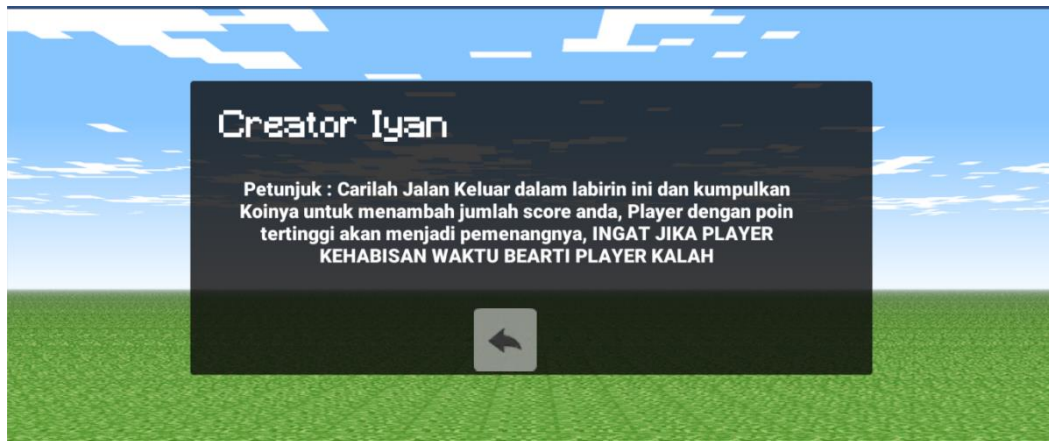 Creator Iyan
Petunjuk : Carilah Jalan Keluar dalam labirin ini dan kumpulkan
Koinya untuk menambah jumlah score anda, Player dengan poin
tertinggi akan menjadi pemenangnya, INGAT JIKA PLAYER
KEHABISAN WAKTU BEARTI PLAYER KALAH